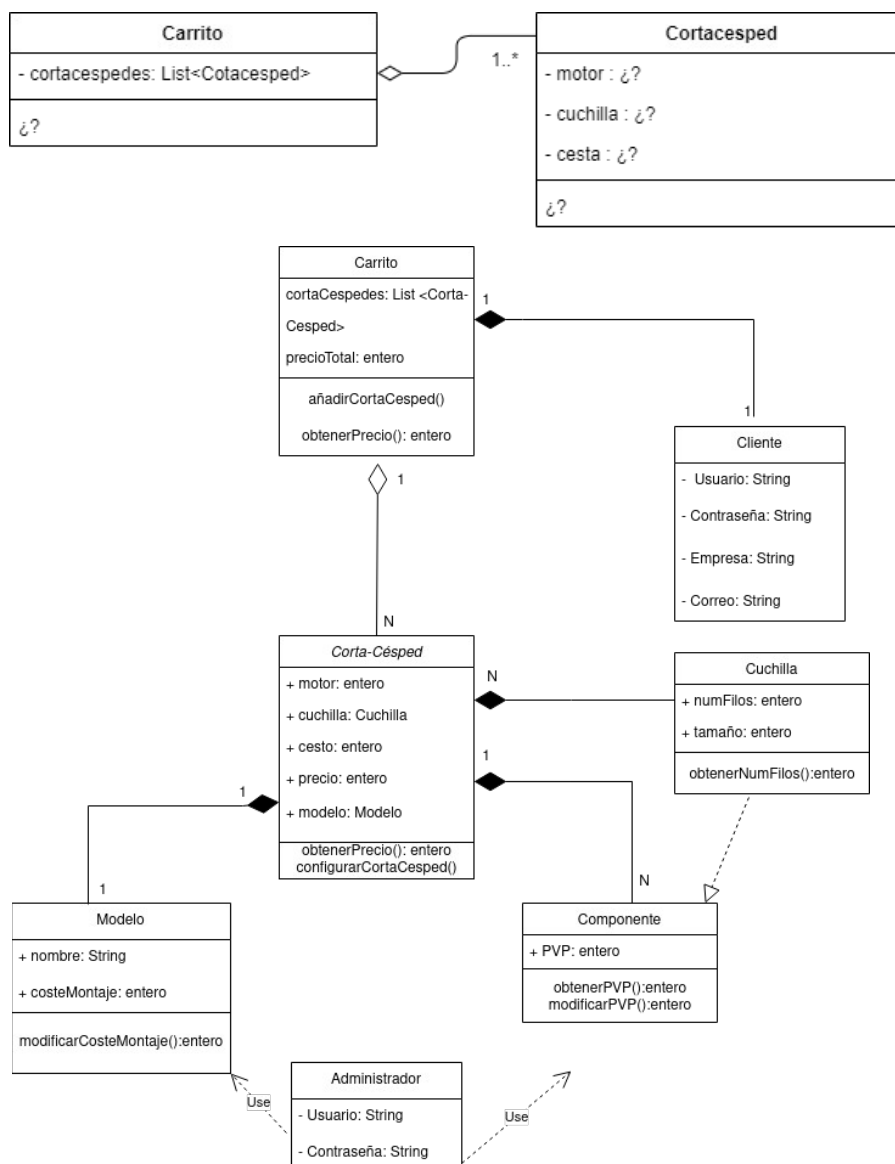 Carrito
- cortacespedes: List<Cotacesped>
¿?
1..*
Cortacesped
- motor : ¿?
- cuchilla : ¿?
- cesta : ¿?
¿?
Carrito
cortaCespedes: List <Corta-
Cesped>
precioTotal: entero
añadirCortaCesped()
obtenerPrecio(): entero
1
1
Cliente
- Usuario: String
- Contraseña: String
- Empresa: String
- Correo: String
1
N
Corta-Césped
+ motor: entero
+ cuchilla: Cuchilla
+ cesto: entero
+ precio: entero
+ modelo: Modelo
obtenerPrecio(): entero
configurarCortaCesped()
N
Cuchilla
+ numFilos: entero
+ tamaño: entero
obtenerNumFilos():entero
1
N
1
1
Modelo
+ nombre: String
+ costeMontaje: entero
modificarCosteMontaje():entero
Componente
+ PVP: entero
obtenerPVP():entero
modificarPVP():entero
Use
Administrador
- Usuario: String
- Contraseña: String
Use